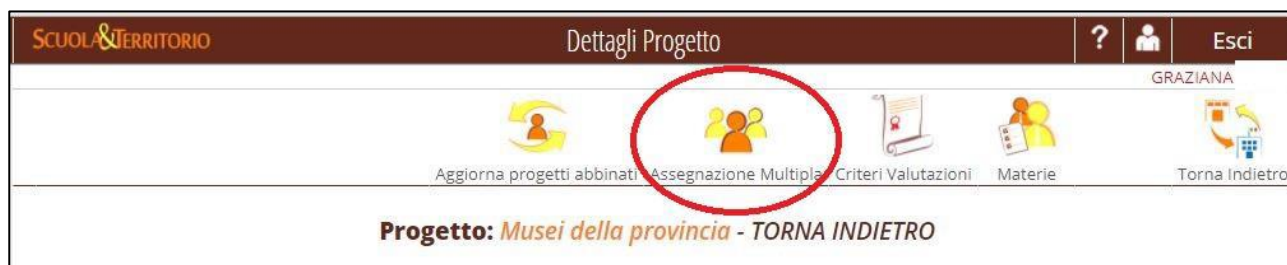 SCUOLA&TERRITORIO Dettagli Progetto ? Esci
GRAZIANA
Aggiorna progetti abbinati Assegnazione Multipla Criteri Valutazioni Materie Torna Indietro
Progetto: Musei della provincia - TORNA INDIETRO